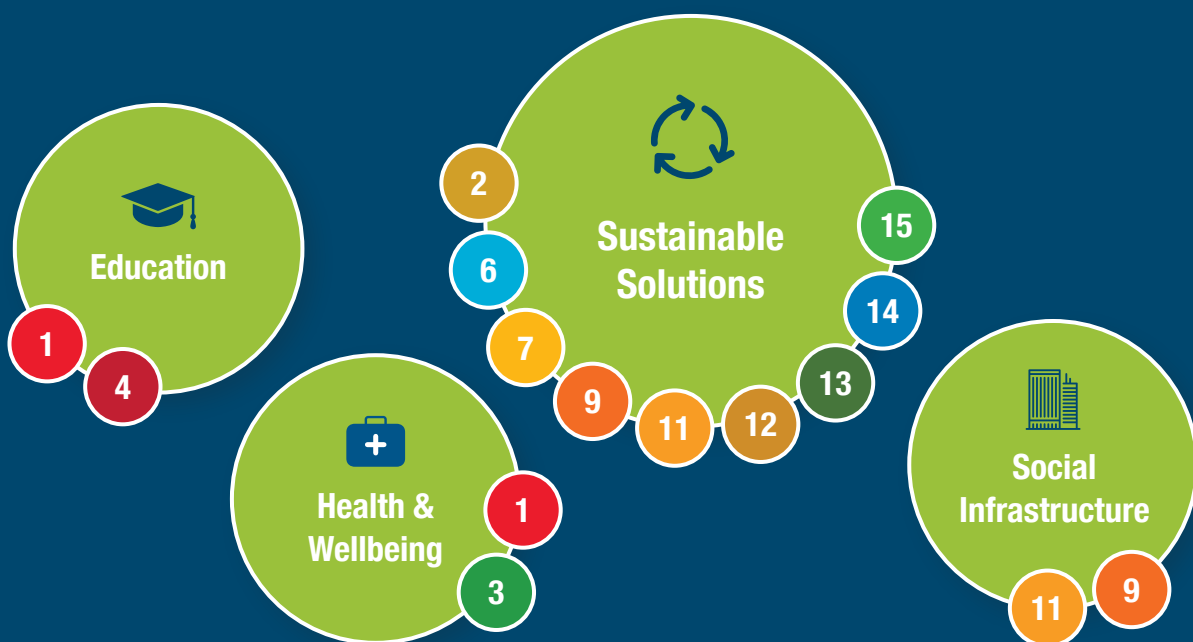 Education
1
4
Health &
Wellbeing
1
3
Sustainable
Solutions
2
6
7
9
11
12
13
14
15
Social
Infrastructure
11
9